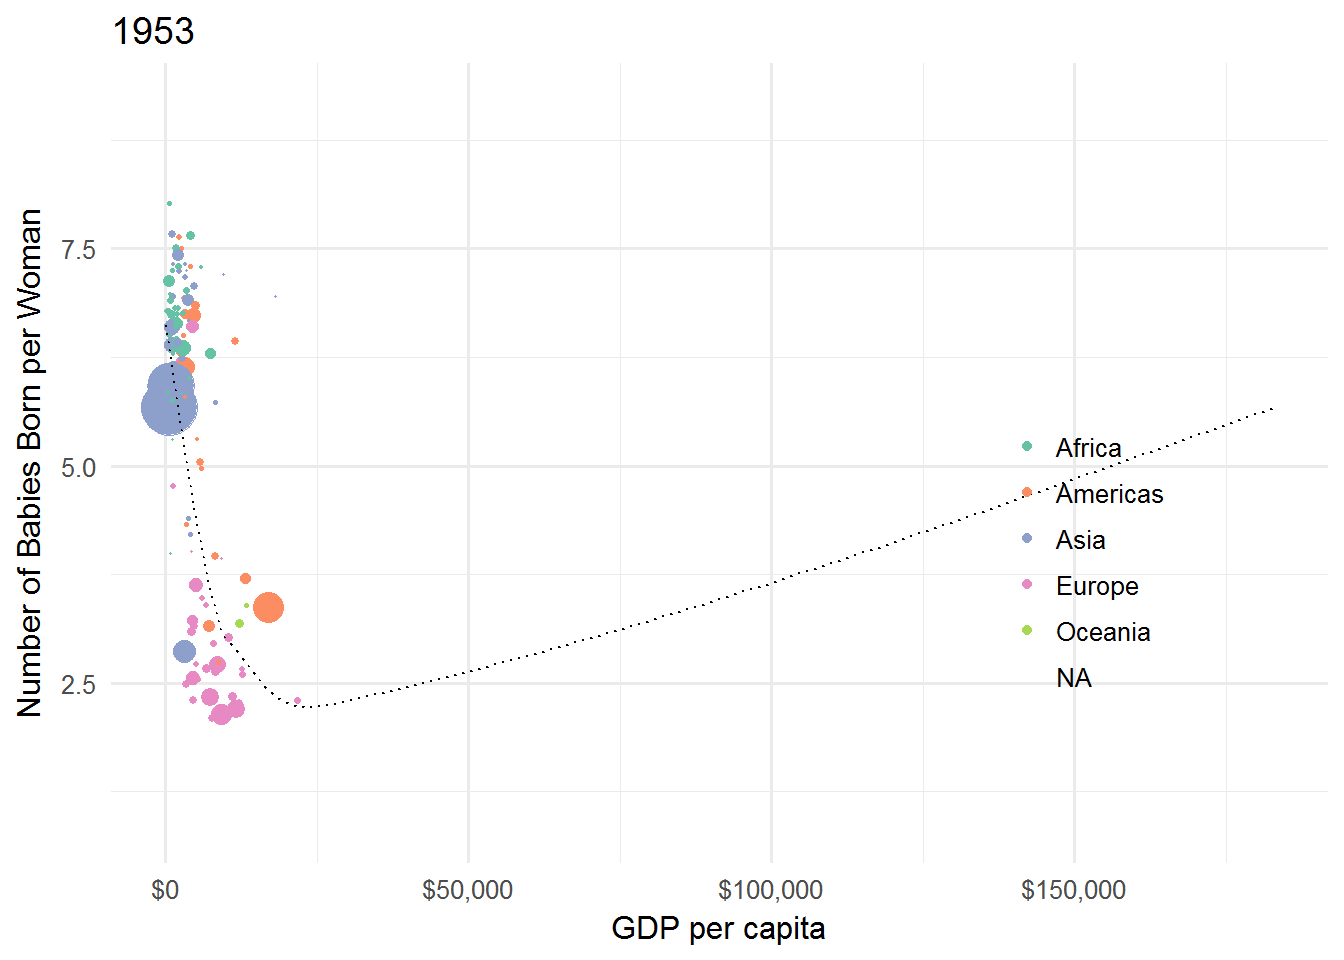 1953
Number of Babies Born per Woman
7.5
5.0
2.5
Africa
Americas
Asia
Europe
Oceania
NA
$0
$50,000
$100,000
$150,000
GDP per capita